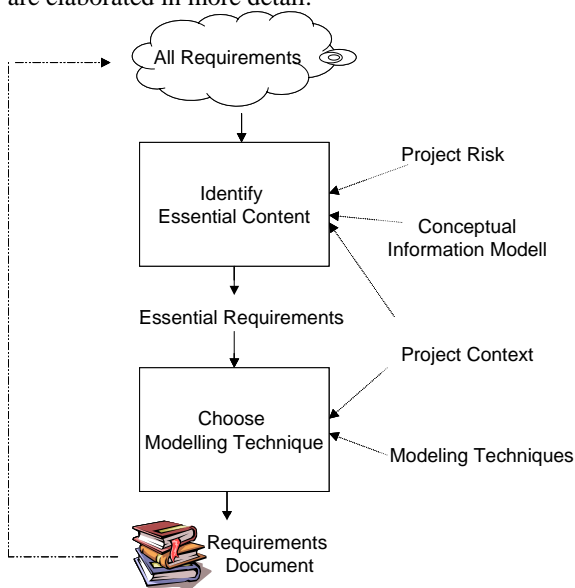 are elaborated in more detail.
All Requirements
Project Risk
Identify
Essential Content
Conceptual
Information Modell
Essential Requirements
Project Context
Choose
Modelling Technique
Modeling Techniques
Requirements
Document